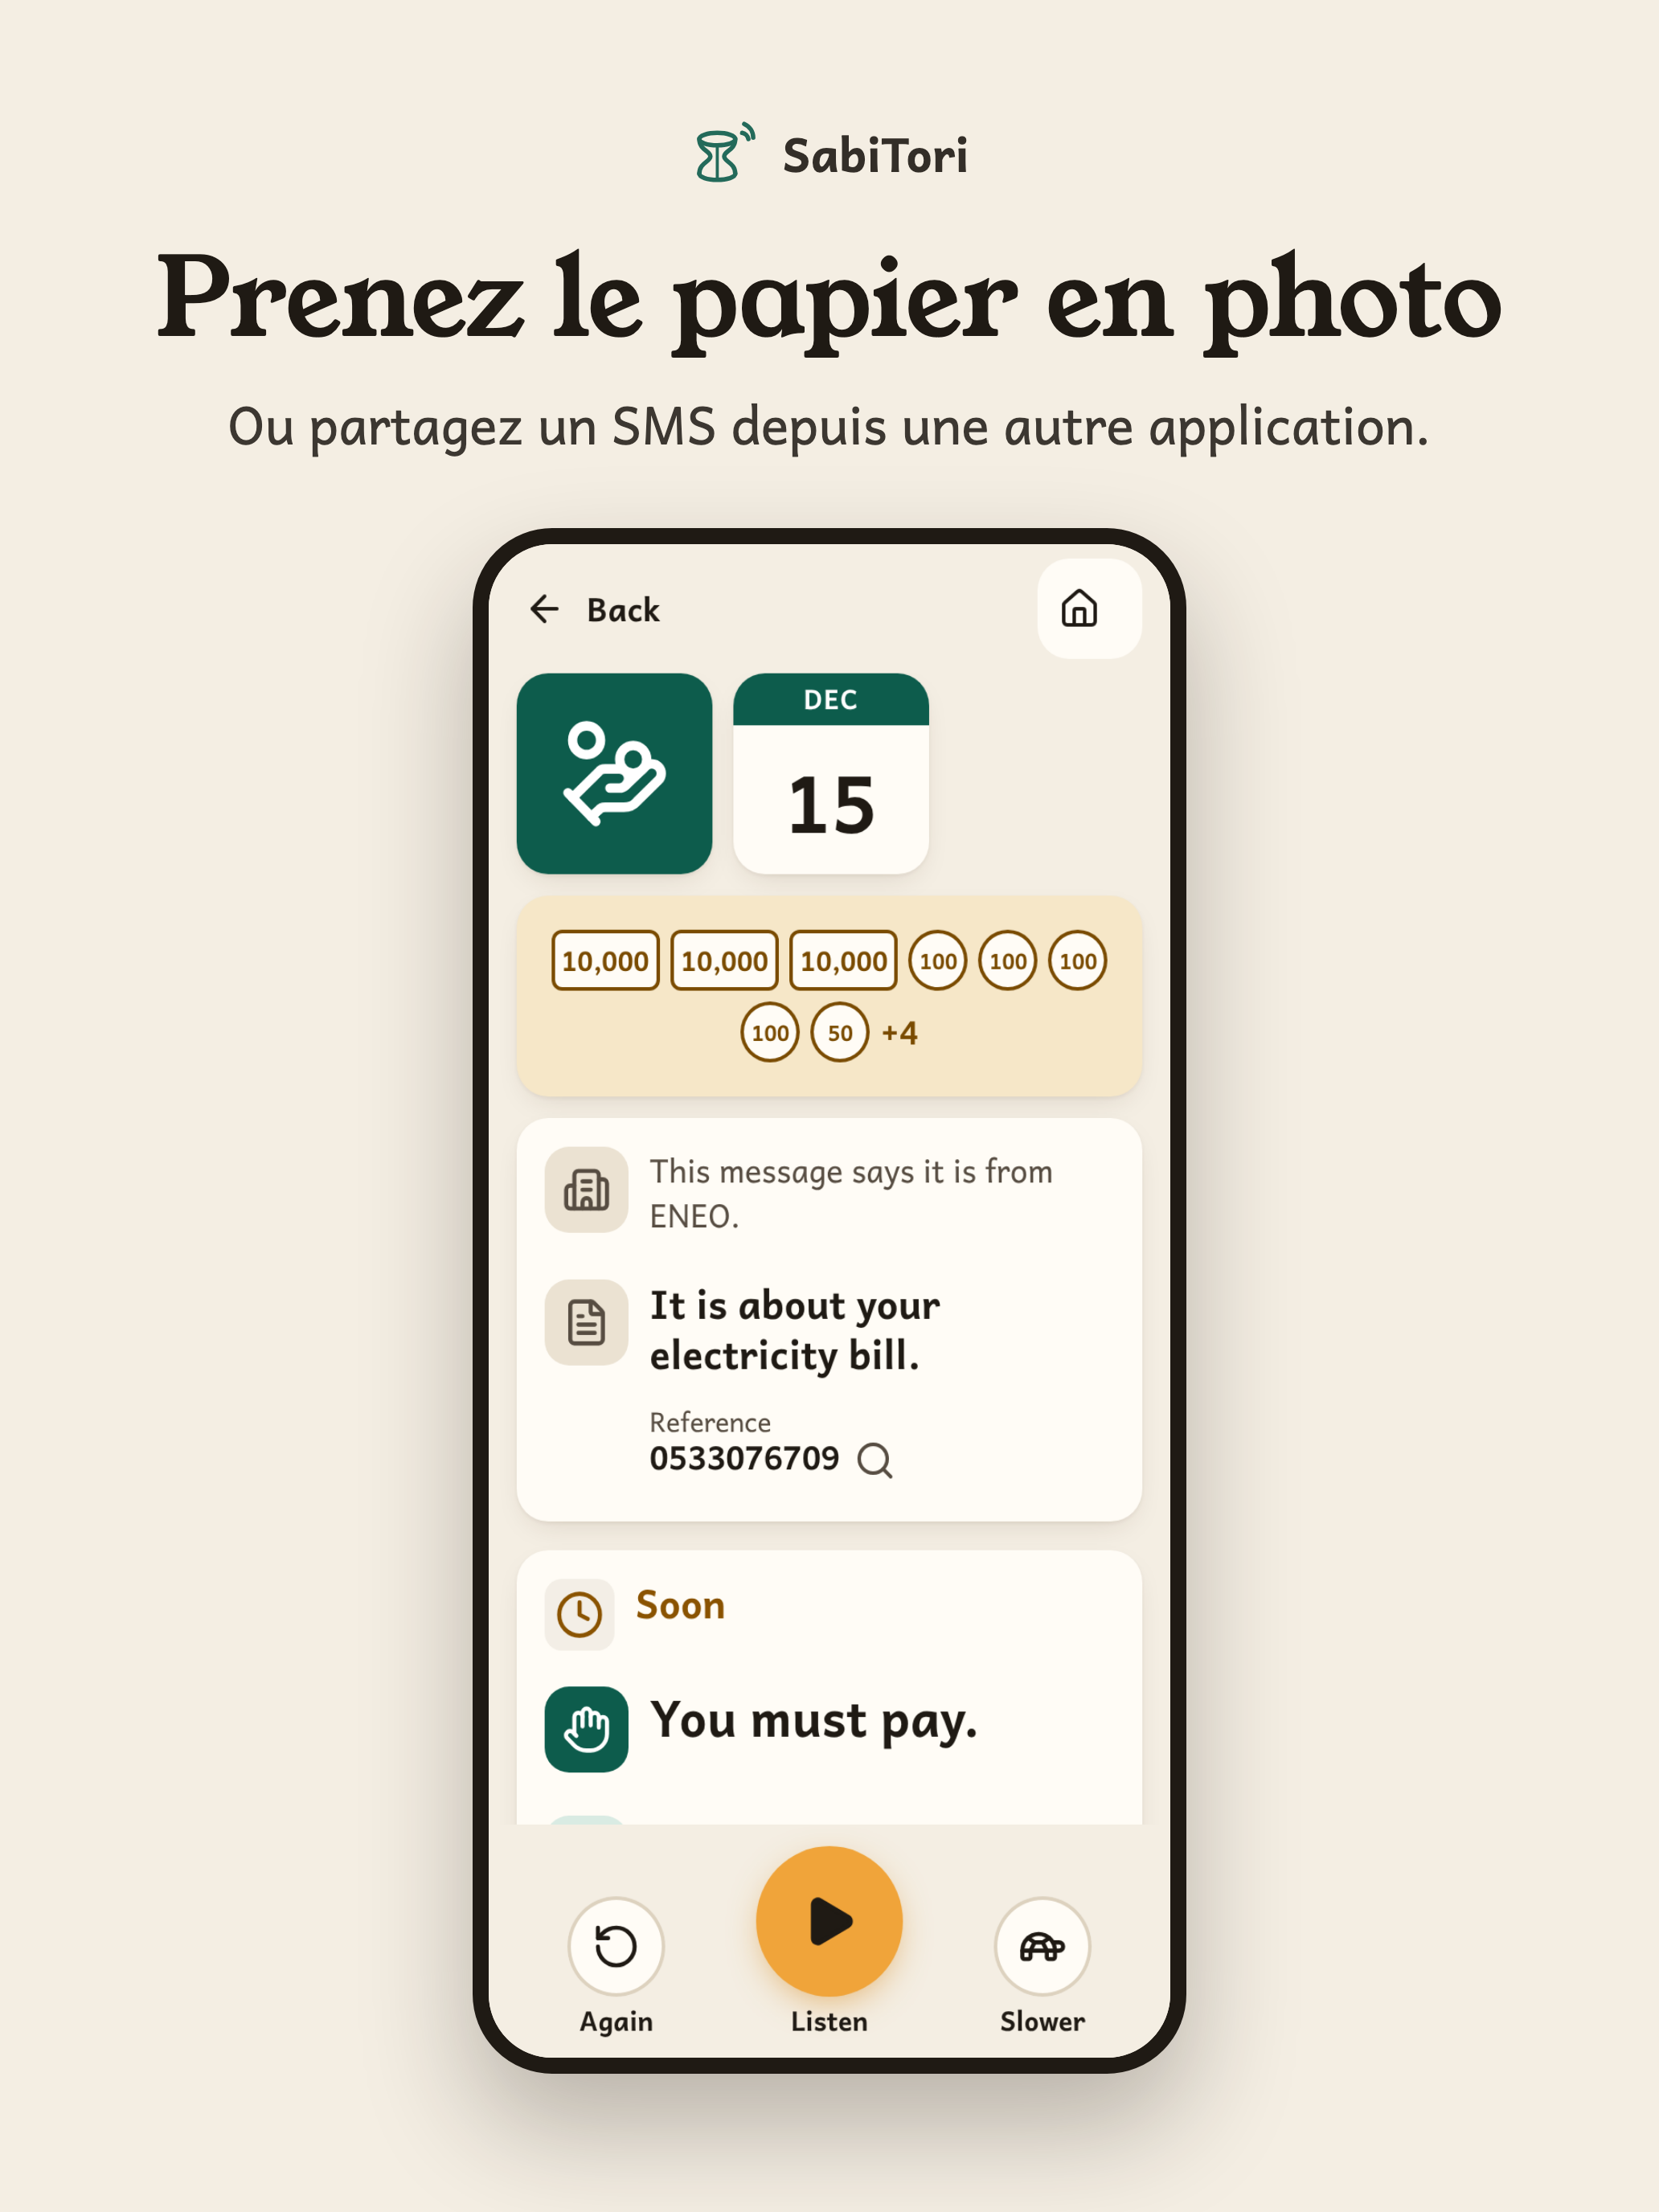 SabiTori
Prenez le papier en photo
Ou partagez un SMS depuis une autre application.
Back
DEC
15
10,000 10,000 10,000 100 100 100
100 50 +4
This message says it is from
ENEO.
It is about your
electricity bill.
Reference
0533076709
Soon
You must pay.
Again Listen Slower